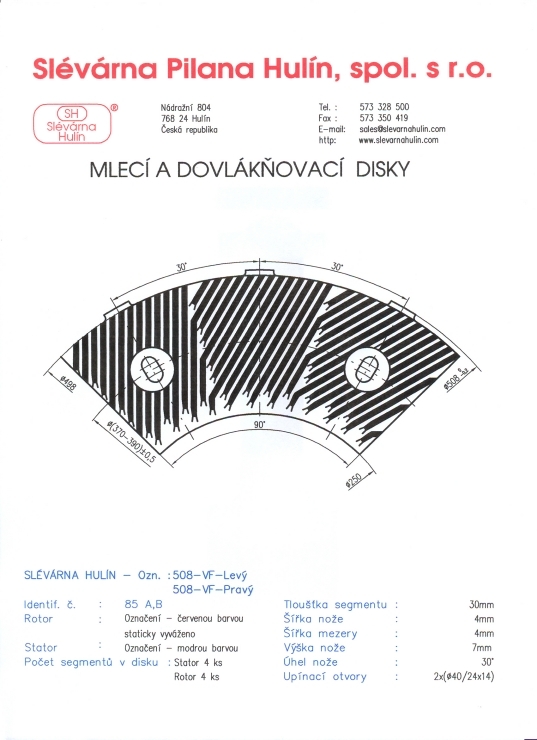 Slévárna Pilana Hulín, spol. s r.o.
SH
Slévárna
Hulín
®
Nádražní 804
768 24 Hulín
Česká republika
Tel. : 573 328 500
Fax : 573 350 419
E-mail: sales@slevarnahulin.com
http: www.slevarnahulin.com
MLECÍ A DOVLÁKŇOVACÍ DISKY
30°
30°
ø498
ø508
ø(370-390)±0,5
90°
ø250
SLÉVÁRNA HULÍN – Ozn. : 508-VF-Levý
508-VF-Pravý
Identif. č. : 85 A,B
Rotor : Označení – červenou barvou
staticky vyváženo
Stator : Označení – modrou barvou
Počet segmentů v disku : Stator 4 ks
Rotor 4 ks
Tloušťka segmentu : 30mm
Šířka nože : 4mm
Šířka mezery : 4mm
Výška nože : 7mm
Úhel nože : 30°
Upínací otvory : 2x(ø40/24x14)